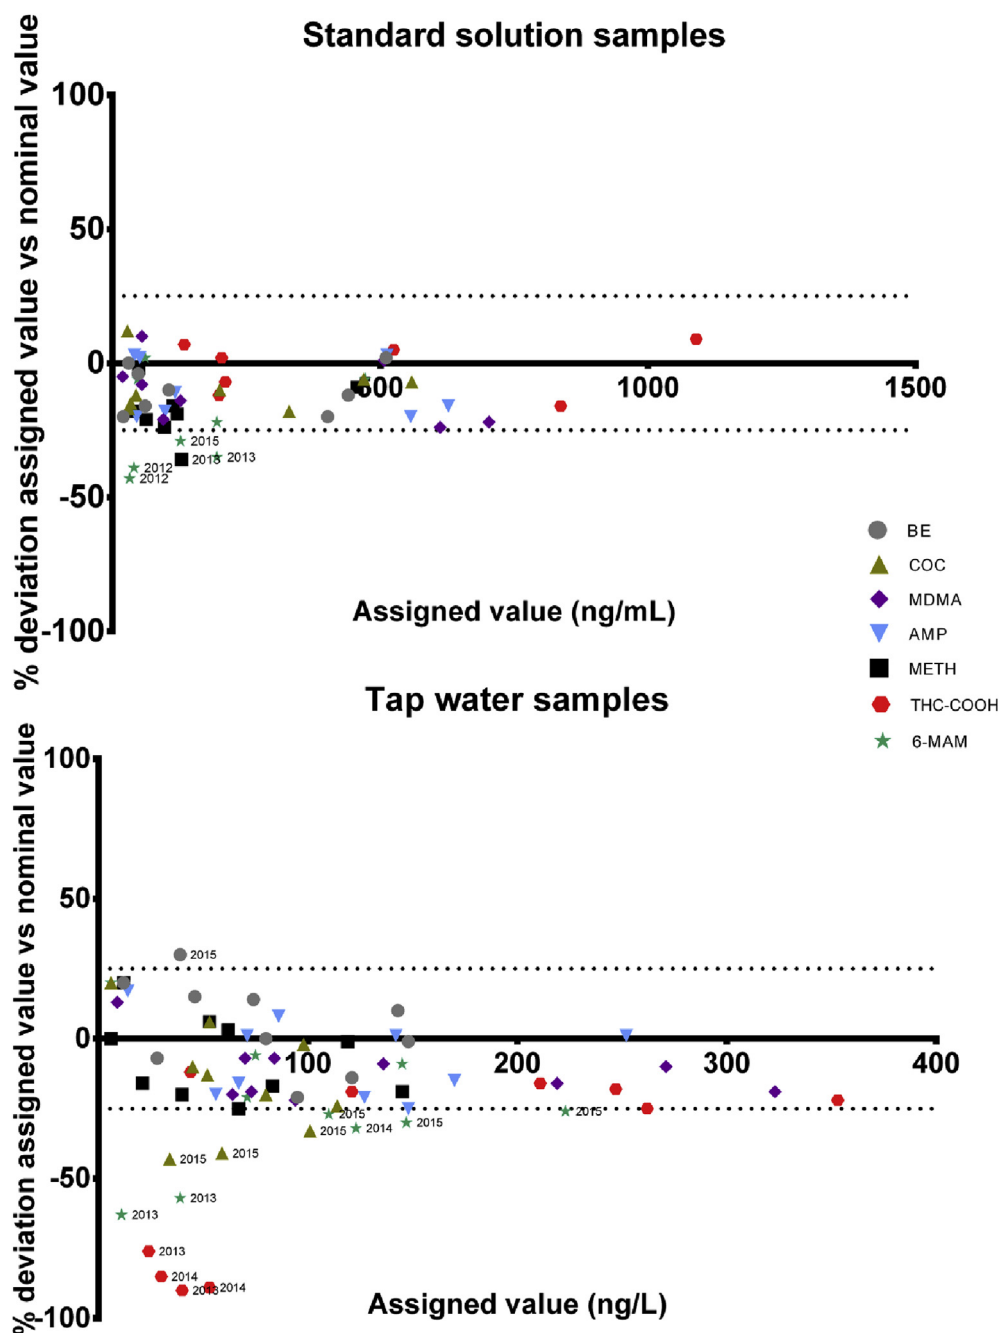 Standard solution samples
% deviation assigned value vs nominal value
100
50
0
500
1000
1500
2015
2013
2013
2012
2012
-50
-100
Assigned value (ng/mL)
BE
COC
MDMA
AMP
METH
THC-COOH
6-MAM
Tap water samples
% deviation assigned value vs nominal value
100
50
2015
0
100
200
300
400
2015
2015
2014
2015
2015
2015
2015
-50
2013
2013
2013
2014
2013
2014
-100
Assigned value (ng/L)